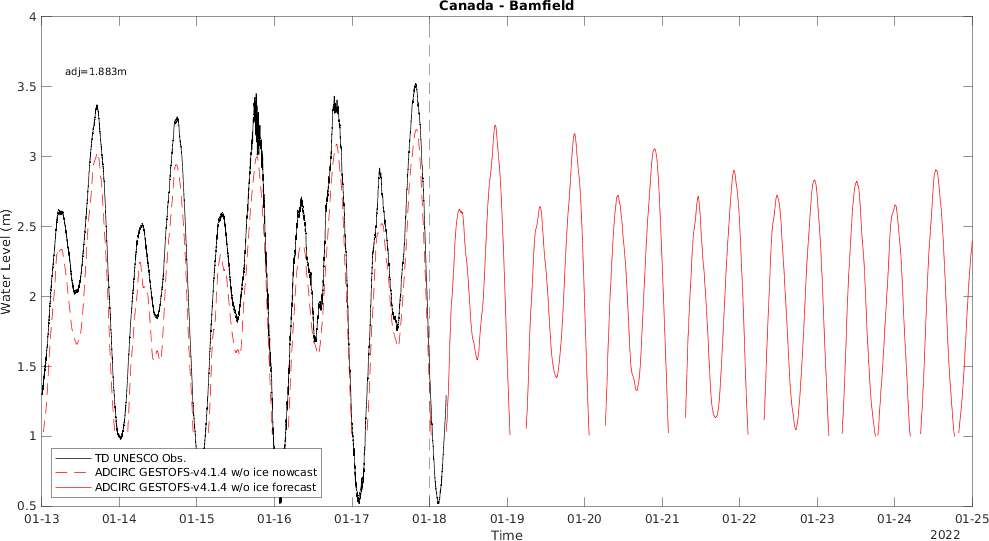 Canada - Bamfield
adj=1.883m
Water Level (m)
4
3.5
3
2.5
2
1.5
1
0.5
TD UNESCO Obs.
ADCIRC GESTOFS-v4.1.4 w/o ice nowcast
ADCIRC GESTOFS-v4.1.4 w/o ice forecast
01-13 01-14 01-15 01-16 01-17 01-18 01-19 01-20 01-21 01-22 01-23 01-24 01-25
Time
2022